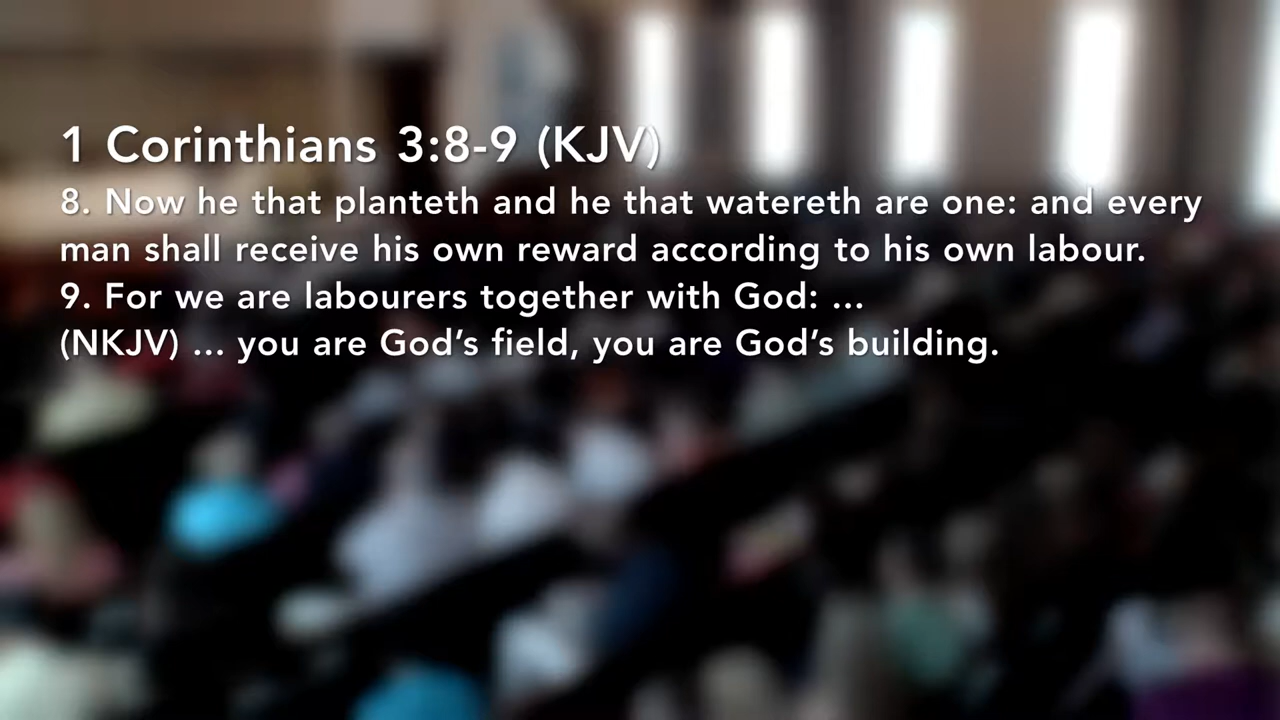 1 Corinthians 3:8-9 (KJV)
8. Now he that planteth and he that watereth are one: and every
man shall receive his own reward according to his own labour.
9. For we are labourers together with God: ...
(NKJV) ... you are God’s field, you are God’s building.